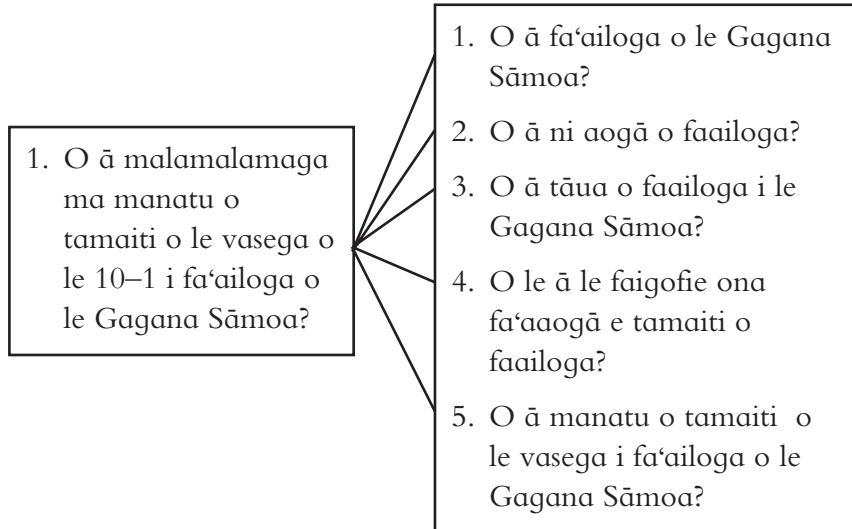 1. O ā malamalamaga
ma manatu o
tamaiti o le vasega o
le 10–1 i fa‘ailoga o
le Gagana Sāmoa?
1. O ā fa‘ailoga o le Gagana
Sāmoa?
2. O ā ni aogā o faailoga?
3. O ā tāua o faailoga i le
Gagana Sāmoa?
4. O le ā le faigofie ona
fa‘aaogā e tamaiti o
faailoga?
5. O ā manatu o tamaiti o
le vasega i fa‘ailoga o le
Gagana Sāmoa?